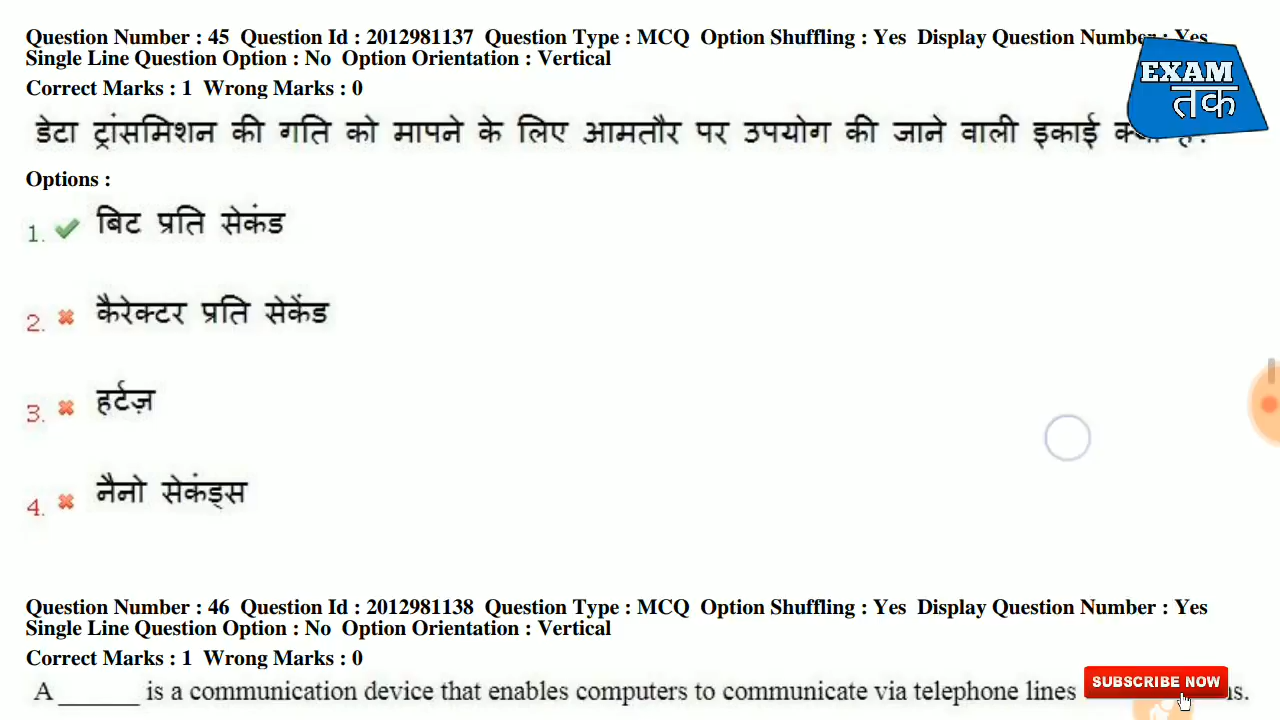 Question Number : 45 Question Id : 2012981137 Question Type : MCQ Option Shuffling : Yes Display Question Number : Yes
Single Line Question Option : No Option Orientation : Vertical
Correct Marks : 1 Wrong Marks : 0
EXAM
तक
डेटा ट्रांसमिशन की गति को मापने के लिए आमतौर पर उपयोग की जाने वाली इकाई
Options :
1. बिट प्रति सेकंड
2. कैरेक्टर प्रति सेकेंड
3. हर्टज़
4. नैनो सेकंड्स
Question Number : 46 Question Id : 2012981138 Question Type : MCQ Option Shuffling : Yes Display Question Number : Yes
Single Line Question Option : No Option Orientation : Vertical
Correct Marks : 1 Wrong Marks : 0
A ______ is a communication device that enables computers to communicate via telephone lines
SUBSCRIBE NOW